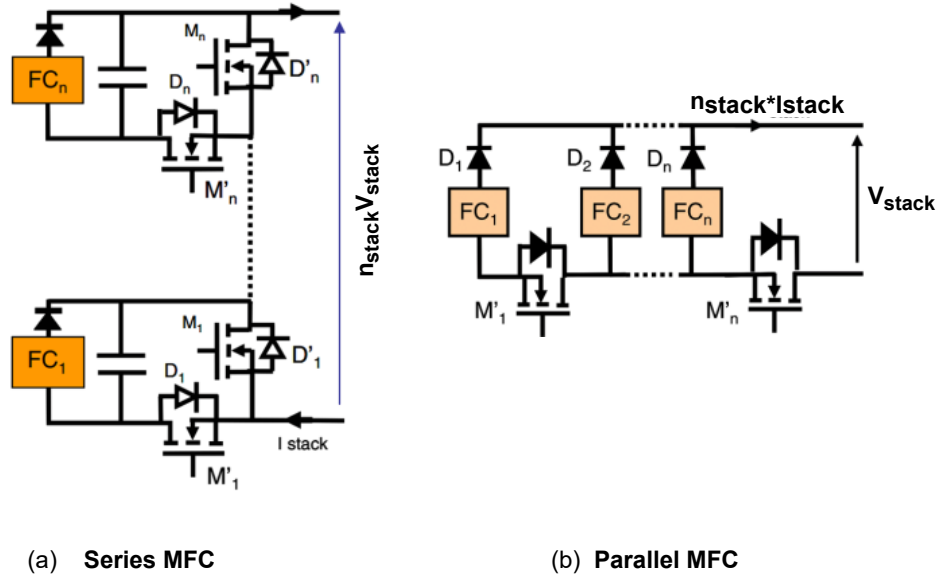 FCn
Mn
D'n
Dn
M'n
nstackVstack
FC1
M1
D'1
D1
I stack
M'1
nstack*Istack
D1
D2
Dn
FC1
FC2
FCn
Vstack
M'1
M'n
(a) Series MFC
(b) Parallel MFC